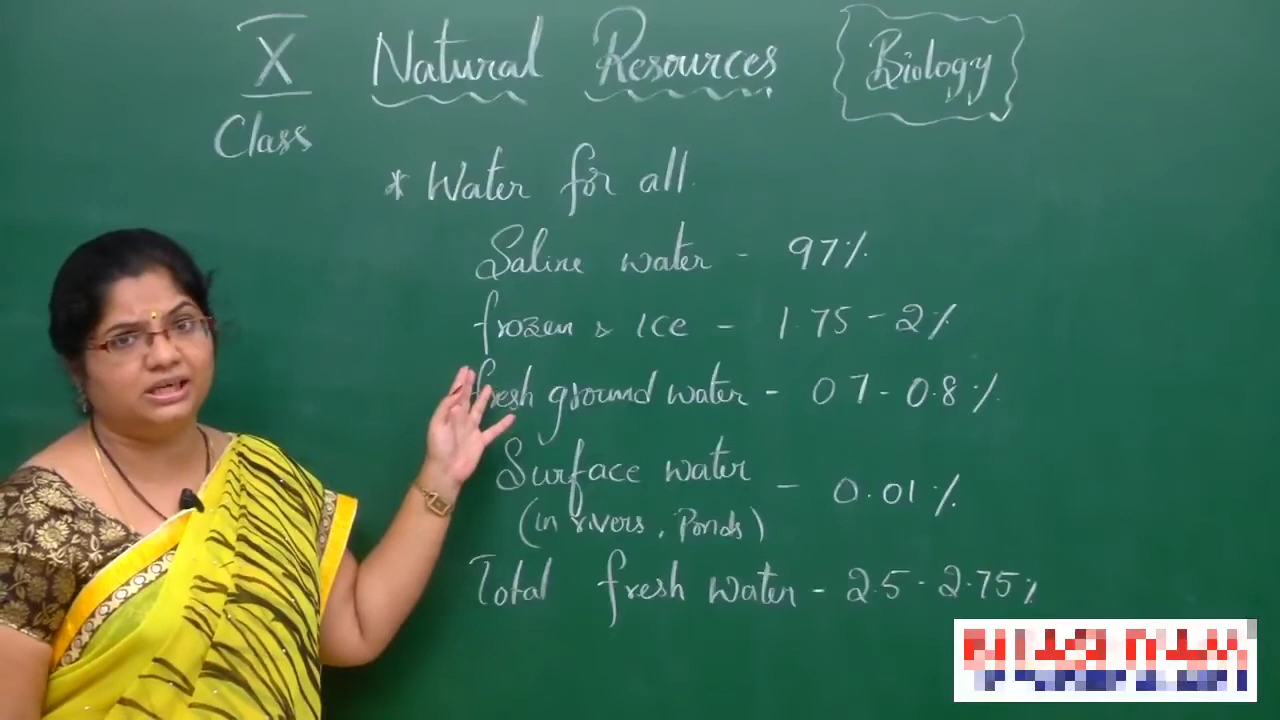 X Natural Resources Biology
Class
* Water for all.
Saline water - 97%
frozen & Ice - 1.75 - 2%
fresh ground water - 0.7 - 0.8%
Surface water - 0.01%
(in rivers, Ponds)
Total fresh water - 2.5 - 2.75%